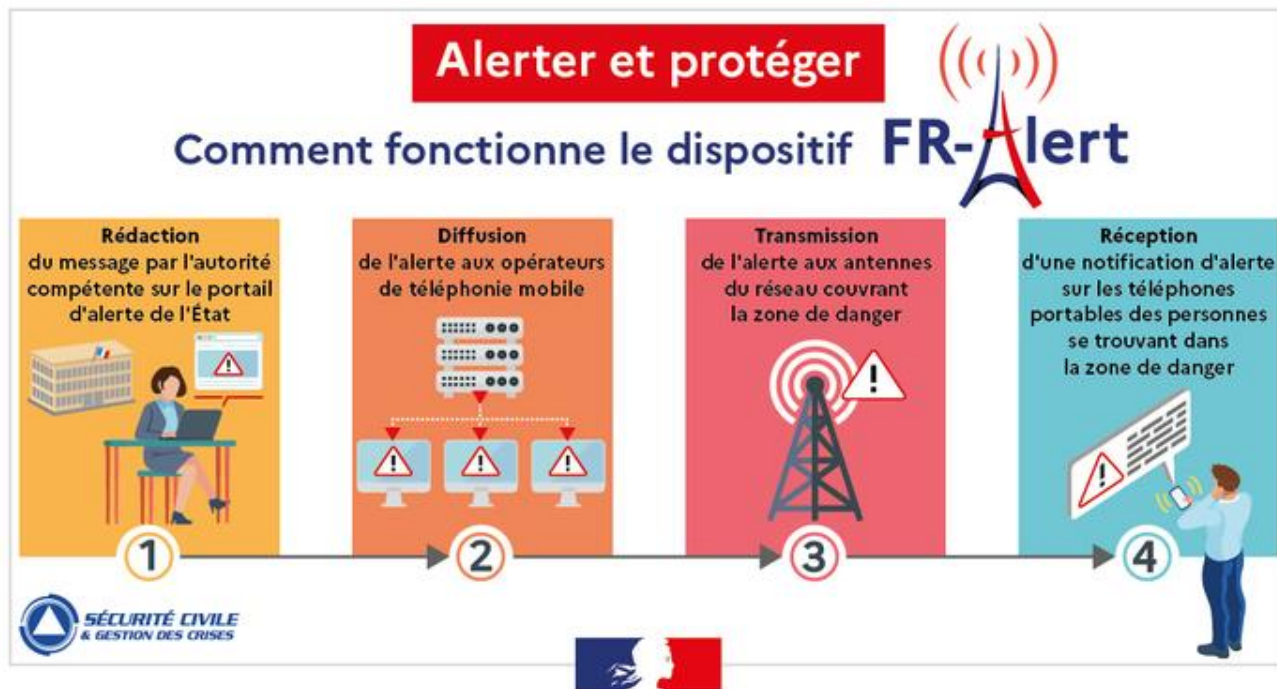 Alerter et protéger
Comment fonctionne le dispositif FR-Alert
Rédaction
du message par l'autorité
compétente sur le portail
d'alerte de l'État
Diffusion
de l'alerte aux opérateurs
de téléphonie mobile
Transmission
de l'alerte aux antennes
du réseau couvrant
la zone de danger
Réception
d'une notification d'alerte
sur les téléphones
portables des personnes
se trouvant dans
la zone de danger
1
2
3
4
SÉCURITÉ CIVILE
& GESTION DES CRISES